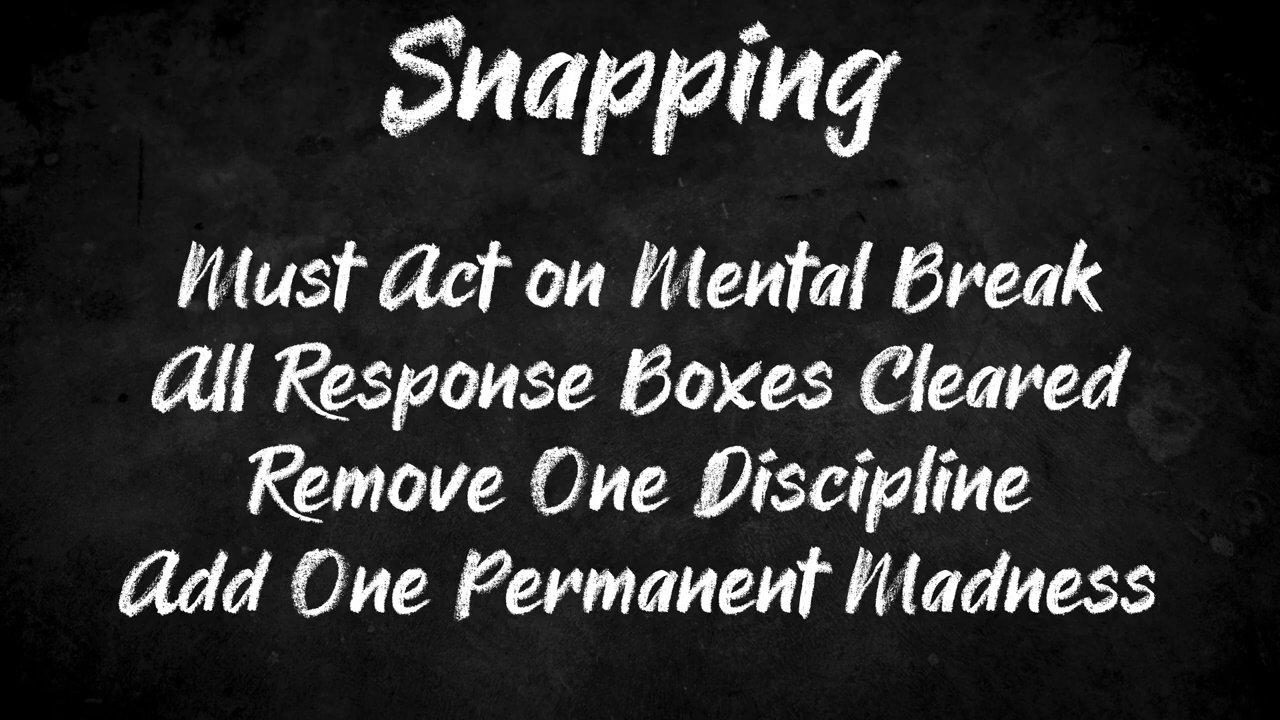 Snapping
Must Act on Mental Break
All Response Boxes Cleared
Remove One Discipline
Add One Permanent Madness